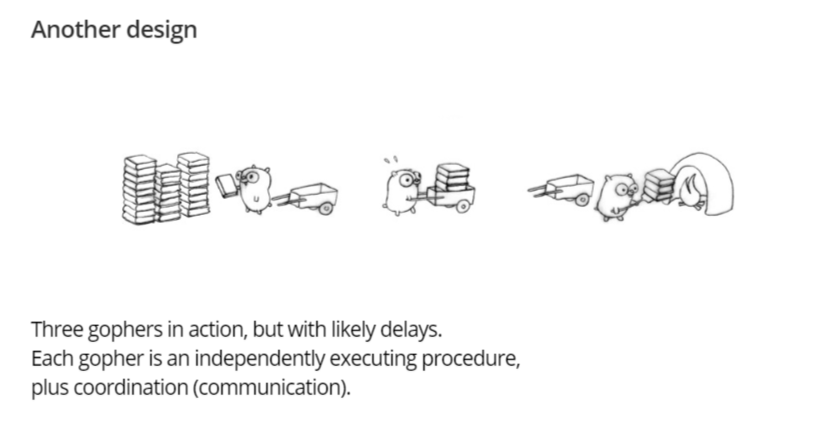 Another design
Three gophers in action, but with likely delays.
Each gopher is an independently executing procedure,
plus coordination (communication).